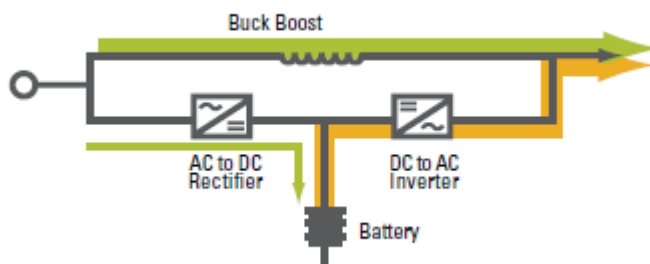 Buck Boost
AC to DC
Rectifier
DC to AC
Inverter
Battery